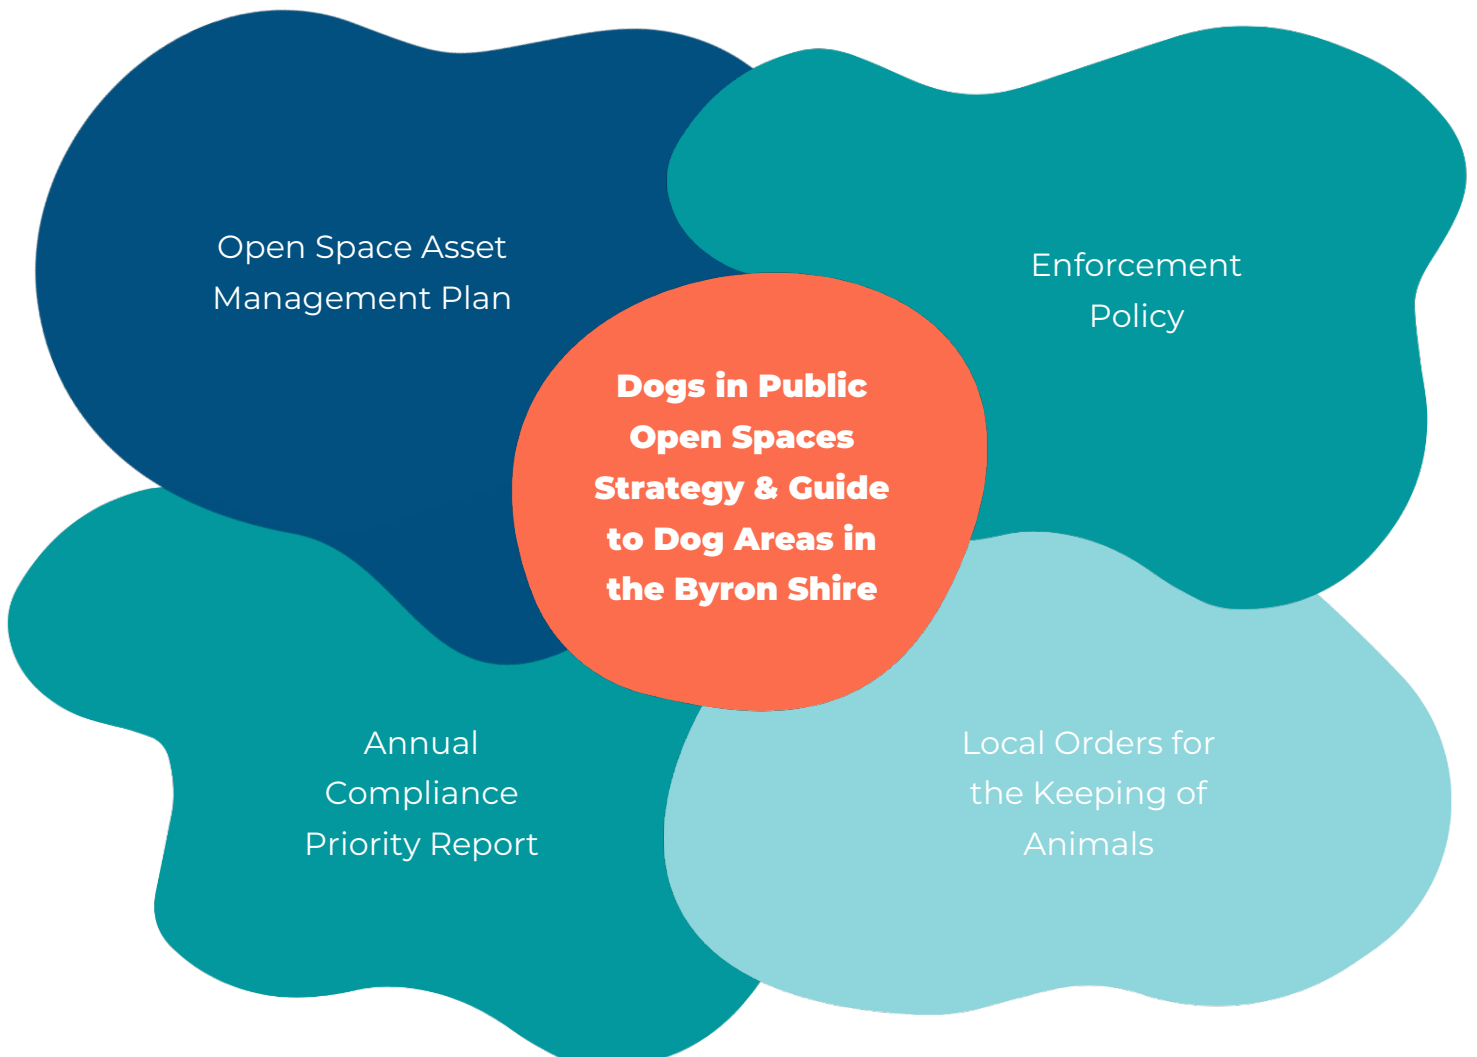 Open Space Asset
Management Plan
Enforcement
Policy
Dogs in Public
Open Spaces
Strategy & Guide
to Dog Areas in
the Byron Shire
Annual
Compliance
Priority Report
Local Orders for
the Keeping of
Animals